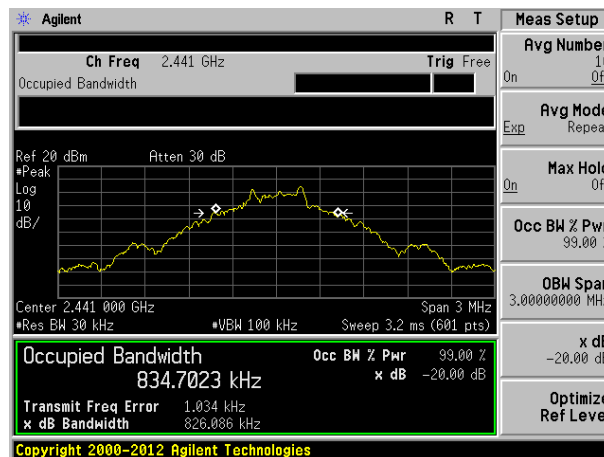 Agilent R T
Ch Freq 2.441 GHz Trig Free
Occupied Bandwidth
Ref 20 dBm Atten 30 dB
#Peak
Log
10
dB/
Center 2.441 000 GHz Span 3 MHz
#Res BW 30 kHz #VBW 100 kHz Sweep 3.2 ms (601 pts)
Occupied Bandwidth Occ BW % Pwr 99.00 %
834.7023 kHz x dB -20.00 dB
Transmit Freq Error 1.034 kHz
x dB Bandwidth 826.086 kHz
Copyright 2000-2012 Agilent Technologies
Meas Setup
Avg Number
On
Avg Mode
Exp Repea
Max Hold
On Of
Occ BW % Pwr
99.00
OBW Span
3.00000000 MH
x dB
-20.00 dB
Optimize
Ref Level